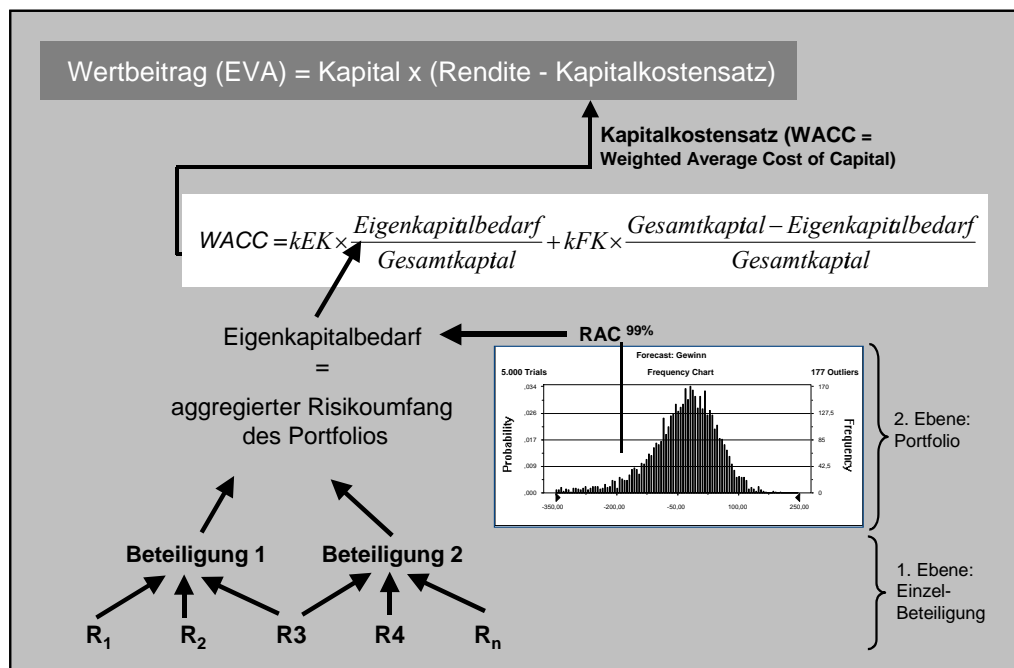 Wertbeitrag (EVA) = Kapital x (Rendite - Kapitalkostensatz)
Kapitalkostensatz (WACC =
Weighted Average Cost of Capital)
WACC = kEK × Eigenkapitalbedarf / Gesamtkaptal + kFK × Gesamtkaptal – Eigenkapitalbedarf / Gesamtkaptal
Eigenkapitalbedarf
=
aggregierter Risikoumfang
des Portfolios
RAC 99%
Forecast: Gewinn
5.000 Trials Frequency Chart 177 Outliers
Probability
,034
,026
,017
,009
,000
Frequency
170
127,5
85
42,5
0
-350,00 -200,00 -50,00 100,00 250,00
2. Ebene:
Portfolio
Beteiligung 1 Beteiligung 2
R1 R2 R3 R4 Rn
1. Ebene:
Einzel-
Beteiligung